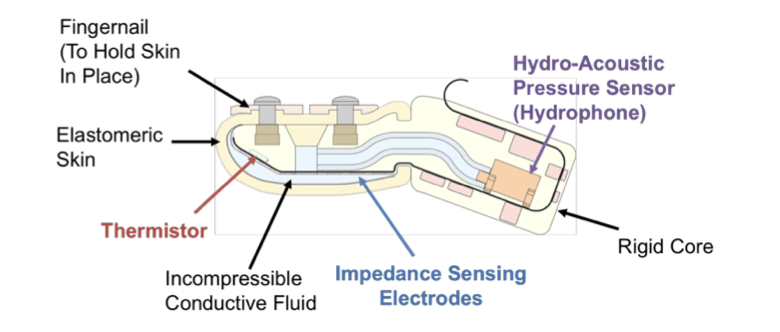 Fingernail
(To Hold Skin
In Place)
Hydro-Acoustic
Pressure Sensor
(Hydrophone)
Elastomeric
Skin
Thermistor
Rigid Core
Incompressible
Conductive Fluid
Impedance Sensing
Electrodes